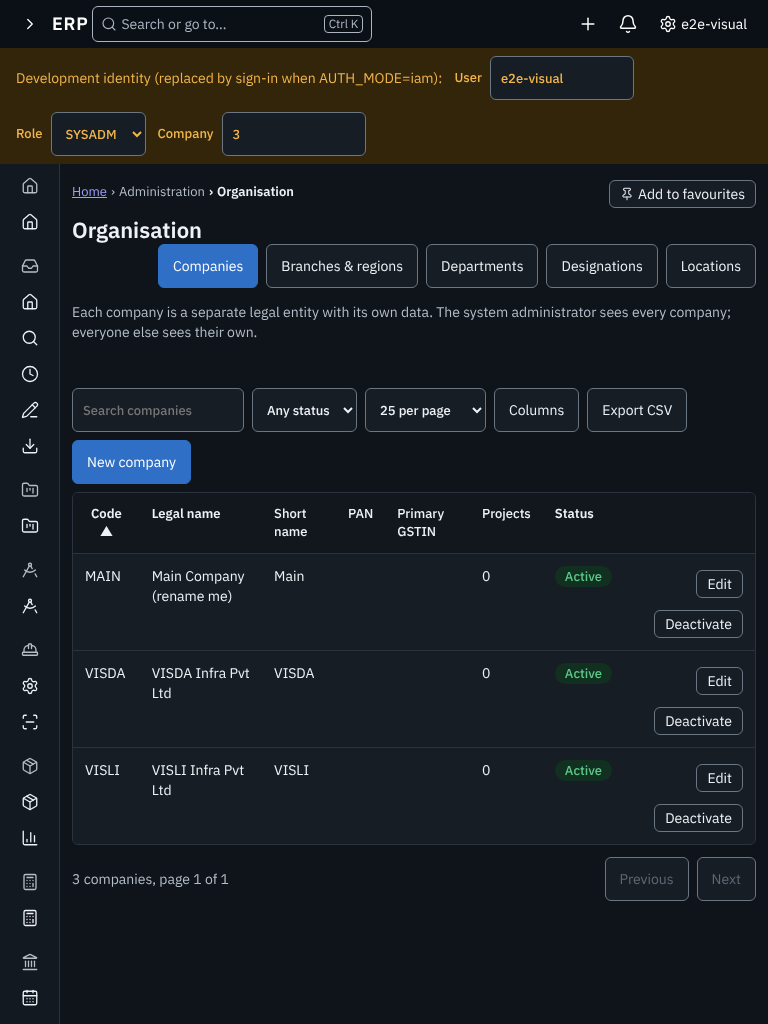 ERP Search or go to... Ctrl K e2e-visual
Development identity (replaced by sign-in when AUTH_MODE=iam): User e2e-visual
Role SYSADM Company 3
Home › Administration › Organisation Add to favourites
Organisation
Companies Branches & regions Departments Designations Locations
Each company is a separate legal entity with its own data. The system administrator sees every company;
everyone else sees their own.
Search companies Any status 25 per page Columns Export CSV
New company
Code ▲ Legal name Short name PAN Primary GSTIN Projects Status
MAIN Main Company (rename me) Main 0 Active Edit
Deactivate
VISDA VISDA Infra Pvt Ltd VISDA 0 Active Edit
Deactivate
VISLI VISLI Infra Pvt Ltd VISLI 0 Active Edit
Deactivate
3 companies, page 1 of 1 Previous Next